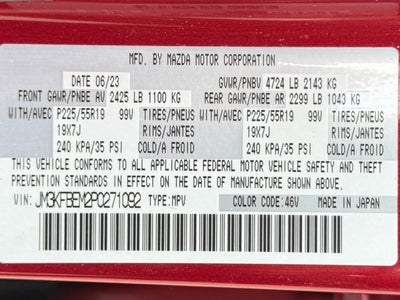 MFD. BY MAZDA MOTOR CORPORATION
DATE 06/23 GVWR/PNBV 4724 LB 2143 KG
FRONT GAWR/PNBE AV 2425 LB 1100 KG REAR GAWR/PNBE AR 2299 LB 1043 KG
WITH/AVEC P225/55R19 99V TIRES/PNEUS WITH/AVEC P225/55R19 99V TIRES/PNEUS
19X7J RIMS/JANTES 19X7J RIMS/JANTES
240 KPA/35 PSI COLD/A FROID 240 KPA/35 PSI COLD/A FROID
THIS VEHICLE CONFORMS TO ALL APPLICABLE FEDERAL MOTOR VEHICLE SAFETY AND THEFT
PREVENTION STANDARDS IN EFFECT ON THE DATE OF MANUFACTURE SHOWN ABOVE.
VIN: JM3KFBEM2P0271092 TYPE:MPV COLOR CODE:46V MADE IN JAPAN